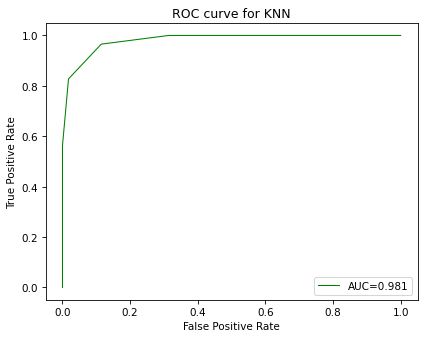 ROC curve for KNN
1.0
0.8
0.6
0.4
0.2
0.0
True Positive Rate
AUC=0.981
0.0 0.2 0.4 0.6 0.8 1.0
False Positive Rate